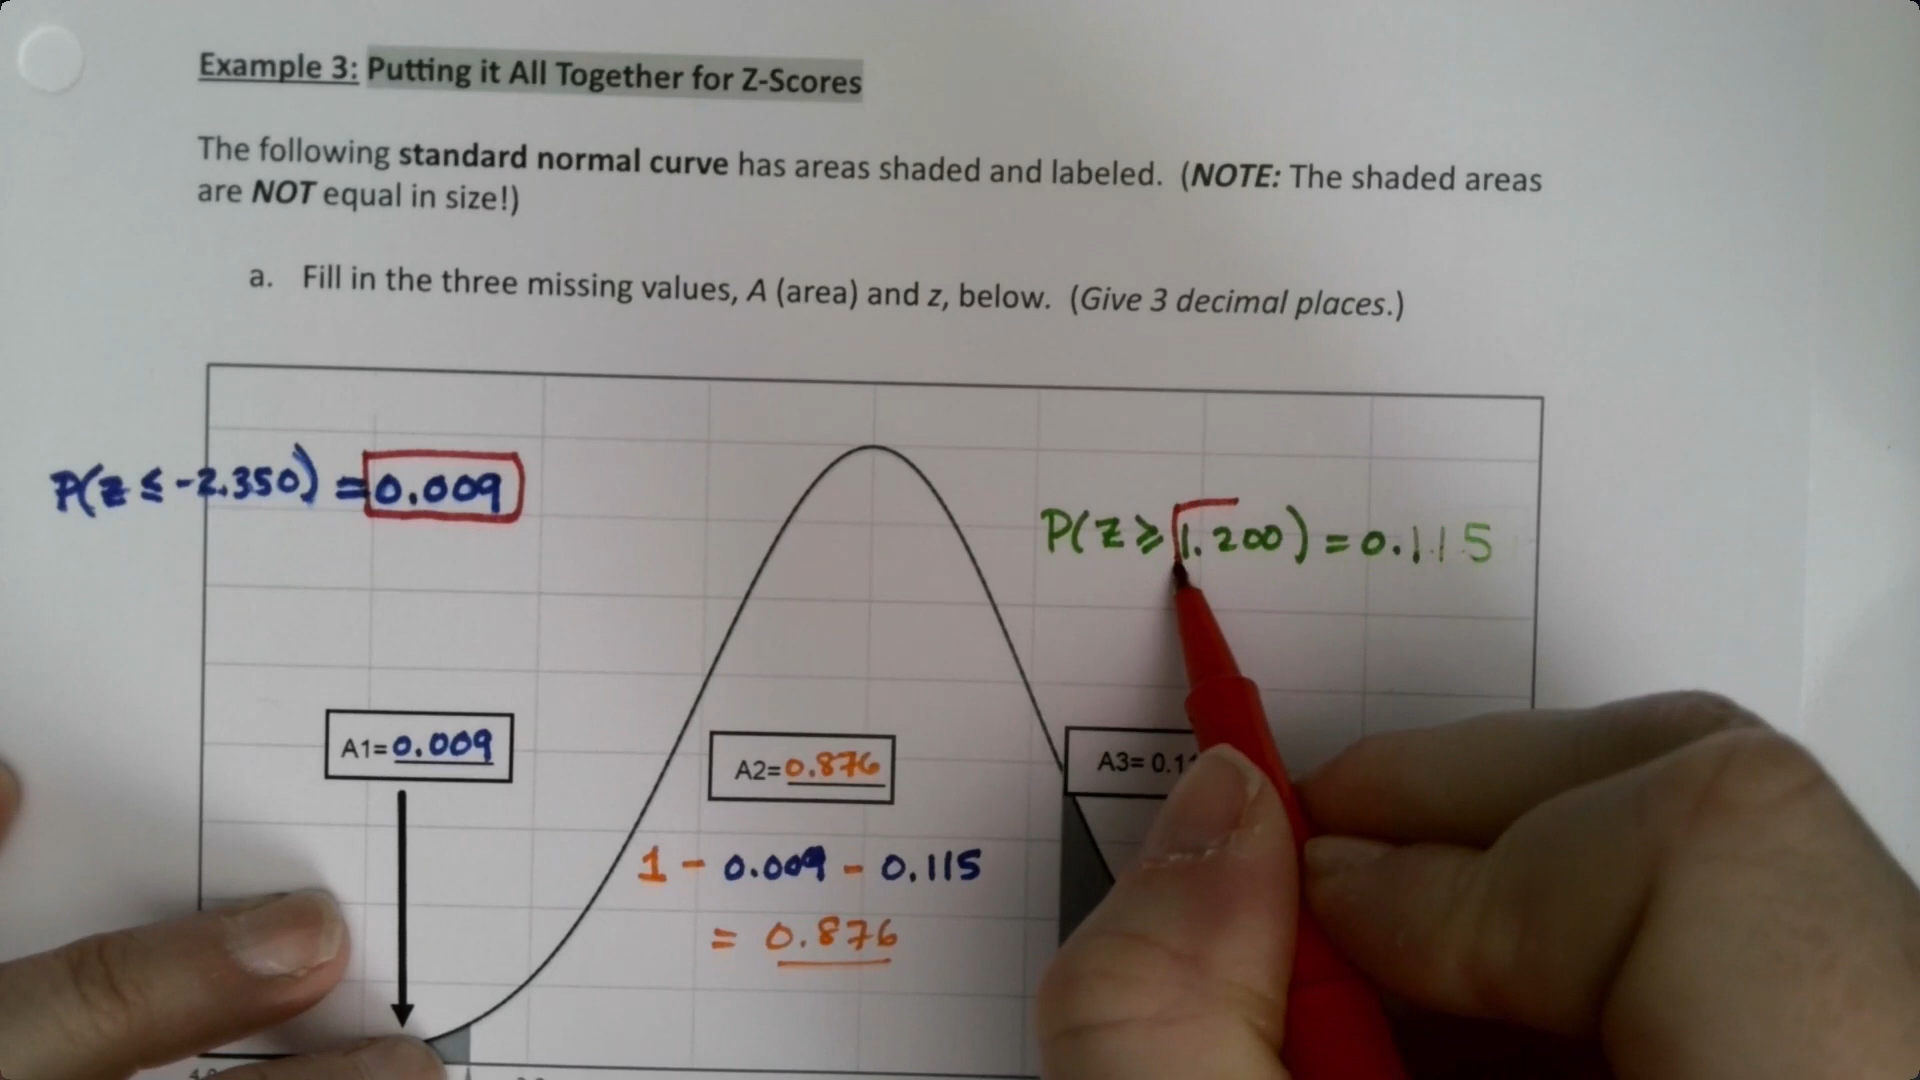 Example 3: Putting it All Together for Z-Scores
The following standard normal curve has areas shaded and labeled. (NOTE: The shaded areas
are NOT equal in size!)
a. Fill in the three missing values, A (area) and z, below. (Give 3 decimal places.)
P(Z ≤ -2.350) = 0.009
P(Z ≥ 1.200) = 0.115
A1= 0.009
A2= 0.876
A3= 0.1
1 - 0.009 - 0.115
= 0.876